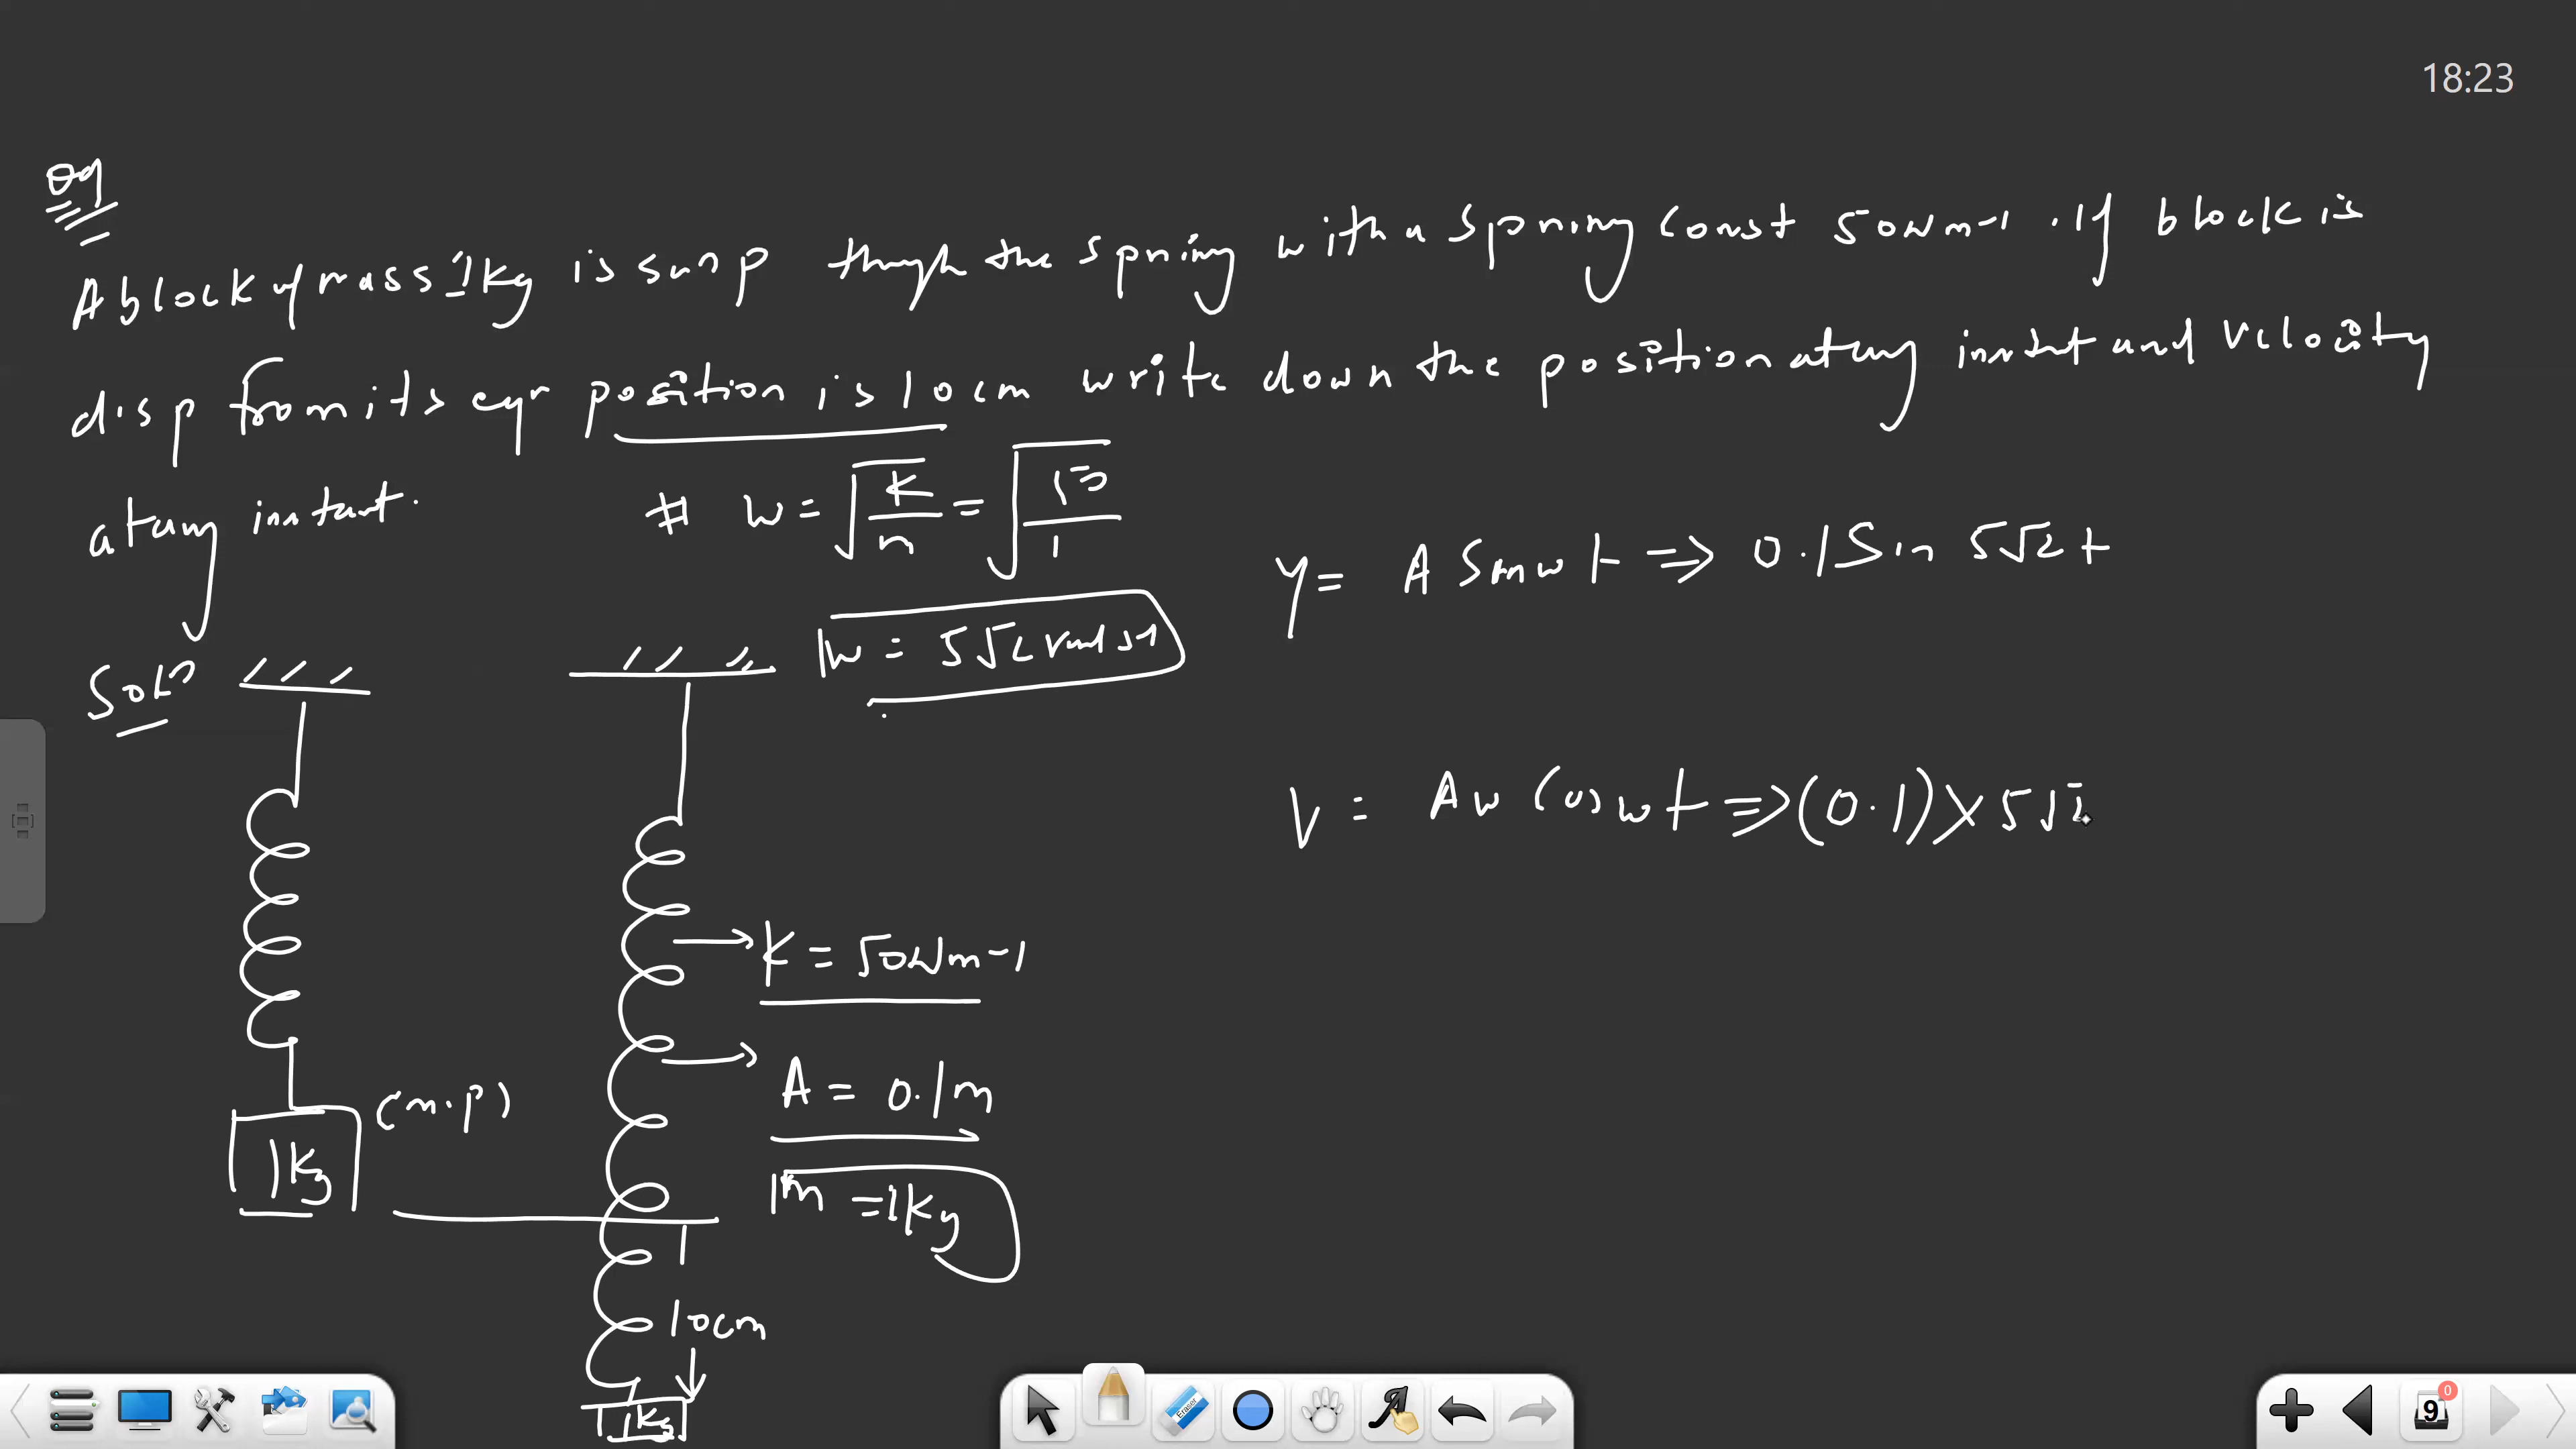 18:23
A block of mass 1kg is susp though the spring with a spring const 50Nm-1 . If block is
disp from its eqr position is 10cm write down the position at any instant and velocity
at any instant.
# w = √k/m = √50/1
w = 5√2 rad s-1
y = A Sin w t ⇒ 0.1 Sin 5√2 t
Soln
V = A w Cos w t ⇒ (0.1) × 5√2
K = 50Nm-1
A = 0.1m
(m.p)
1Kg
m = 1Kg
10cm
1Kg
Eraser
0
9